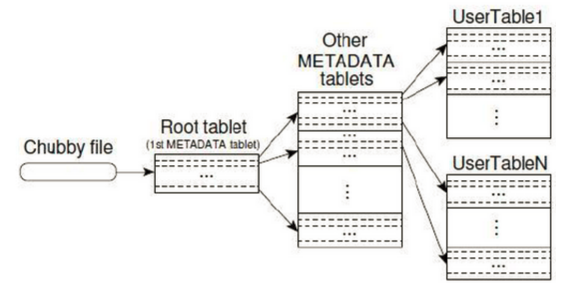 Chubby file
Root tablet
(1st METADATA tablet)
...
Other
METADATA
tablets
...
...
...
⋮
...
UserTable1
...
...
⋮
UserTableN
...
⋮
...